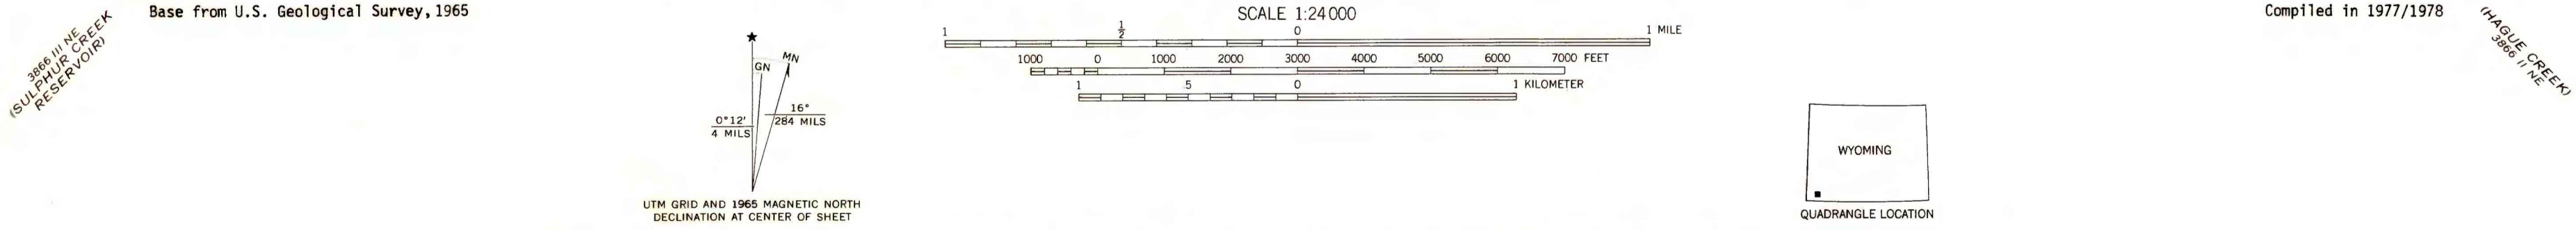 Base from U.S. Geological Survey, 1965
3866 III NE
(SULPHUR CREEK
RESERVOIR)
★
GN
MN
0°12'
4 MILS
16°
284 MILS
UTM GRID AND 1965 MAGNETIC NORTH
DECLINATION AT CENTER OF SHEET
SCALE 1:24 000
1 1/2 0 1 MILE
1000 0 1000 2000 3000 4000 5000 6000 7000 FEET
1 .5 0 1 KILOMETER
WYOMING
QUADRANGLE LOCATION
Compiled in 1977/1978
(HAGUE CREEK)
3866 II NE